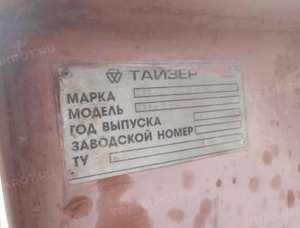 ТАЙЗЕР
МАРКА
МОДЕЛЬ
ГОД ВЫПУСКА
ЗАВОДСКОЙ НОМЕР
ТУ